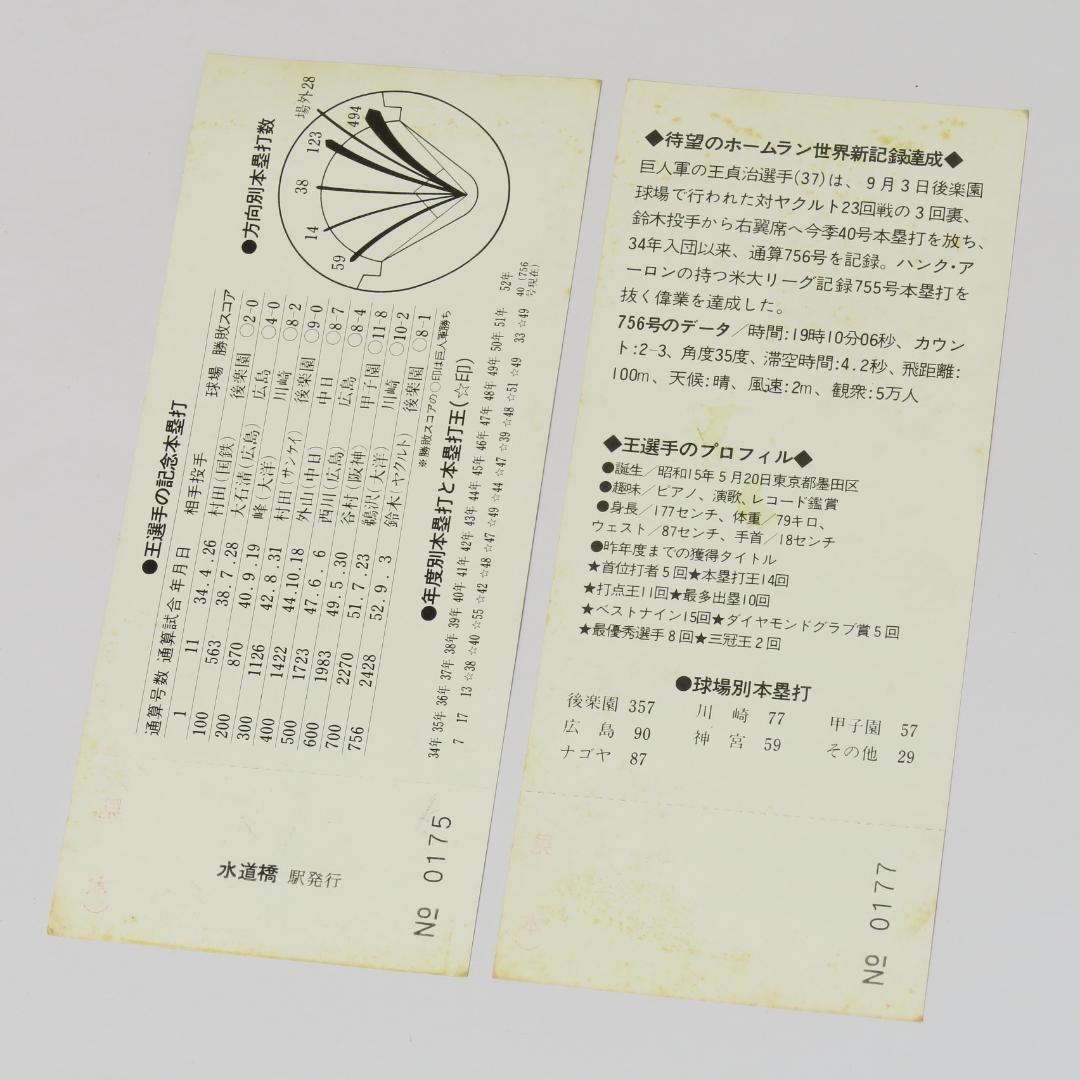 ●王選手の記念本塁打
通算号数 通算試合 年月日 相手投手 球場 勝敗スコア
1 11 34.4.26 村田(国鉄) 後楽園 ○2-0
100 563 38.7.28 大石清(広島) 広島 ○4-0
200 870 40.9.19 峰(大洋) 川崎 ○8-2
300 1126 42.8.31 村田(サンケイ) 後楽園 ○9-0
400 1422 44.10.18 外山(中日) 中日 ○8-7
500 1723 47.6.6 西川(広島) 広島 ○8-4
600 1983 49.5.30 谷村(阪神) 甲子園 ○11-8
700 2270 51.7.23 鵜沢(大洋) 川崎 ○10-2
756 2428 52.9.3 鈴木(ヤクルト) 後楽園 ○8-1
※勝敗スコアの○印は巨人軍勝ち
●方向別本塁打数
場外-28
494
123
38
14
59
●年度別本塁打と本塁打王(☆印)
34年 35年 36年 37年 38年 39年 40年 41年 42年 43年 44年 45年 46年 47年 48年 49年 50年 51年 52年
7 17 13 ☆38 ☆40 ☆55 ☆42 ☆48 ☆47 ☆49 ☆44 ☆47 ☆39 ☆48 ☆51 ☆49 33 ☆49 40(756号現在)
水道橋 駅発行
No 0175
◆待望のホームラン世界新記録達成◆
巨人軍の王貞治選手(37)は、9月3日後楽園
球場で行われた対ヤクルト23回戦の3回裏、
鈴木投手から右翼席へ今季40号本塁打を放ち、
34年入団以来、通算756号を記録。ハンク・ア
ーロンの持つ米大リーグ記録755号本塁打を
抜く偉業を達成した。
756号のデータ/時間:19時10分06秒、カウン
ト:2-3、角度35度、滞空時間:4.2秒、飛距離:
100m、天候:晴、風速:2m、観衆:5万人
◆王選手のプロフィル◆
●誕生/昭和15年5月20日東京都墨田区
●趣味/ピアノ、演歌、レコード鑑賞
●身長/177センチ、体重/79キロ、
ウェスト/87センチ、手首/18センチ
●昨年度までの獲得タイトル
★首位打者5回★本塁打王14回
★打点王11回★最多出塁10回
★ベストナイン15回★ダイヤモンドグラブ賞5回
★最優秀選手8回★三冠王2回
●球場別本塁打
後楽園 357 川崎 77 甲子園 57
広島 90 神宮 59 その他 29
ナゴヤ 87
No 0177